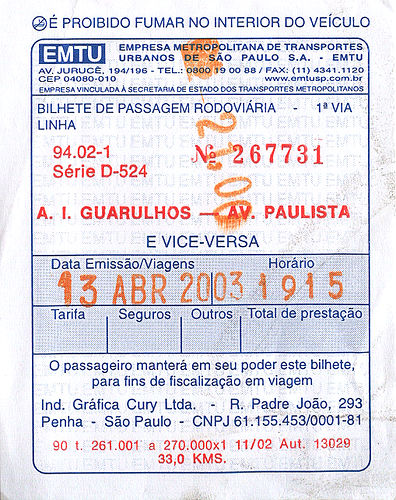 É PROIBIDO FUMAR NO INTERIOR DO VEÍCULO
EMTU
EMPRESA METROPOLITANA DE TRANSPORTES
URBANOS DE SÃO PAULO S.A. - EMTU
AV. JURUCÊ, 194/196 - TEL.: 0800 19 00 88 / FAX: (11) 4341.1120
CEP 04080-010 www.emtusp.com.br
EMPRESA VINCULADA À SECRETARIA DE ESTADO DOS TRANSPORTES METROPOLITANOS
BILHETE DE PASSAGEM RODOVIÁRIA - 1ª VIA
LINHA
94.02-1
Série D-524
Nº 267731
21,00
A. I. GUARULHOS — AV. PAULISTA
E VICE-VERSA
Data Emissão/Viagens Horário
13 ABR 2003 1915
Tarifa Seguros Outros Total de prestação
O passageiro manterá em seu poder este bilhete,
para fins de fiscalização em viagem
Ind. Gráfica Cury Ltda. - R. Padre João, 293
Penha - São Paulo - CNPJ 61.155.453/0001-81
90 t. 261.001 a 270.000x1 11/02 Aut. 13029
33,0 KMS.